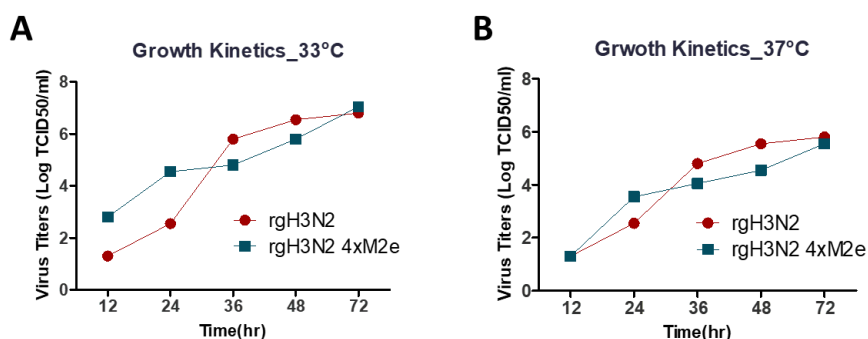 A
Growth Kinetics_33°C
Virus Titers (Log TCID50/ml)
8
6
4
2
0
rgH3N2
rgH3N2 4xM2e
12 24 36 48 72
Time(hr)
B
Grwoth Kinetics_37°C
Virus Titers (Log TCID50/ml)
8
6
4
2
0
rgH3N2
rgH3N2 4xM2e
12 24 36 48 72
Time(hr)